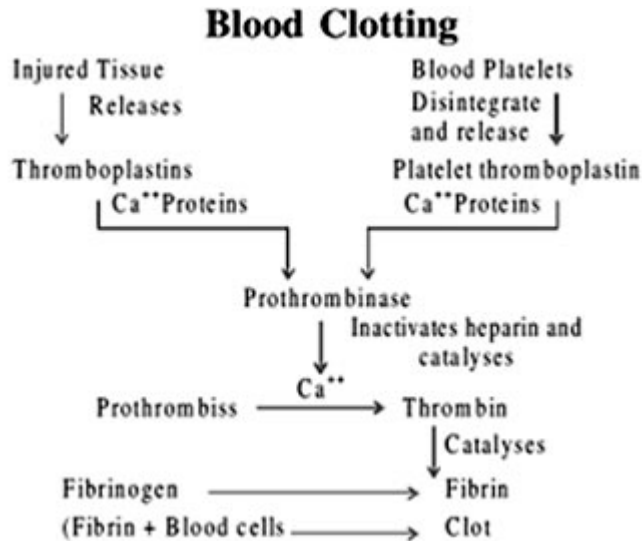 Blood Clotting
Injured Tissue
Blood Platelets
Releases
Disintegrate
and release
Thromboplastins
Platelet thromboplastin
Ca⁺⁺Proteins
Ca⁺⁺Proteins
Prothrombinase
Inactivates heparin and
catalyses
Ca⁺⁺
Prothrombiss
Thrombin
Catalyses
Fibrinogen
Fibrin
(Fibrin + Blood cells
Clot